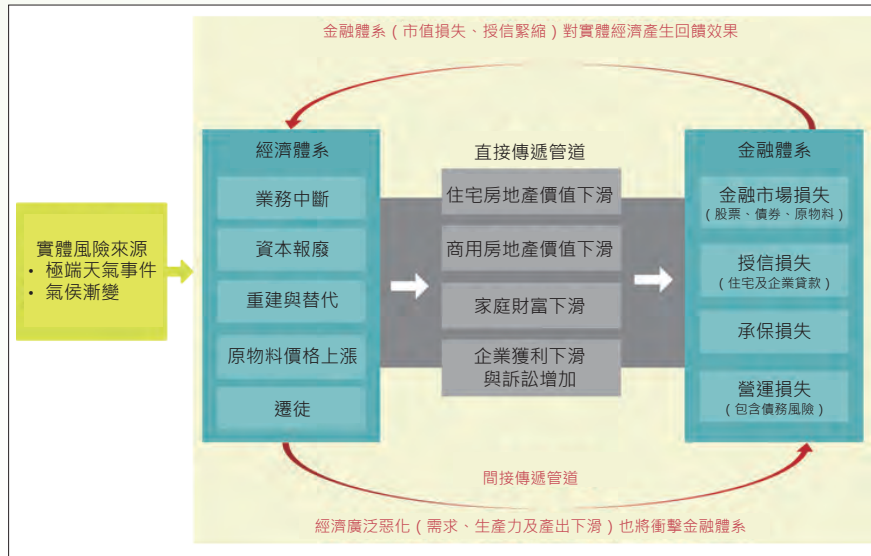 金融體系（市值損失、授信緊縮）對實體經濟產生回饋效果
實體風險來源
• 極端天氣事件
• 氣侯漸變
經濟體系
業務中斷
資本報廢
重建與替代
原物料價格上漲
遷徙
直接傳遞管道
住宅房地產價值下滑
商用房地產價值下滑
家庭財富下滑
企業獲利下滑
與訴訟增加
金融體系
金融市場損失
（股票、債券、原物料）
授信損失
（住宅及企業貸款）
承保損失
營運損失
（包含債務風險）
間接傳遞管道
經濟廣泛惡化（需求、生產力及產出下滑）也將衝擊金融體系